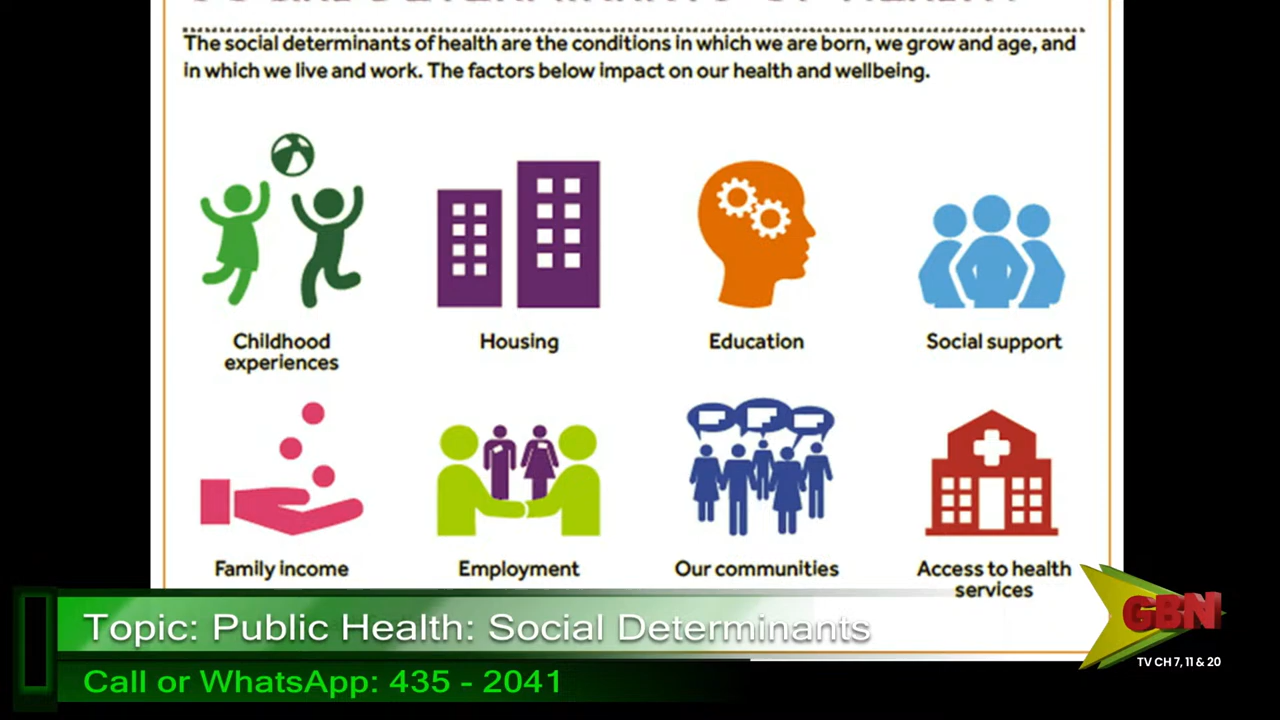 The social determinants of health are the conditions in which we are born, we grow and age, and
in which we live and work. The factors below impact on our health and wellbeing.
Childhood
experiences
Housing
Education
Social support
Family income
Employment
Our communities
Access to health
services
Topic: Public Health: Social Determinants
Call or WhatsApp: 435 - 2041
GBN
TV CH 7, 11 & 20